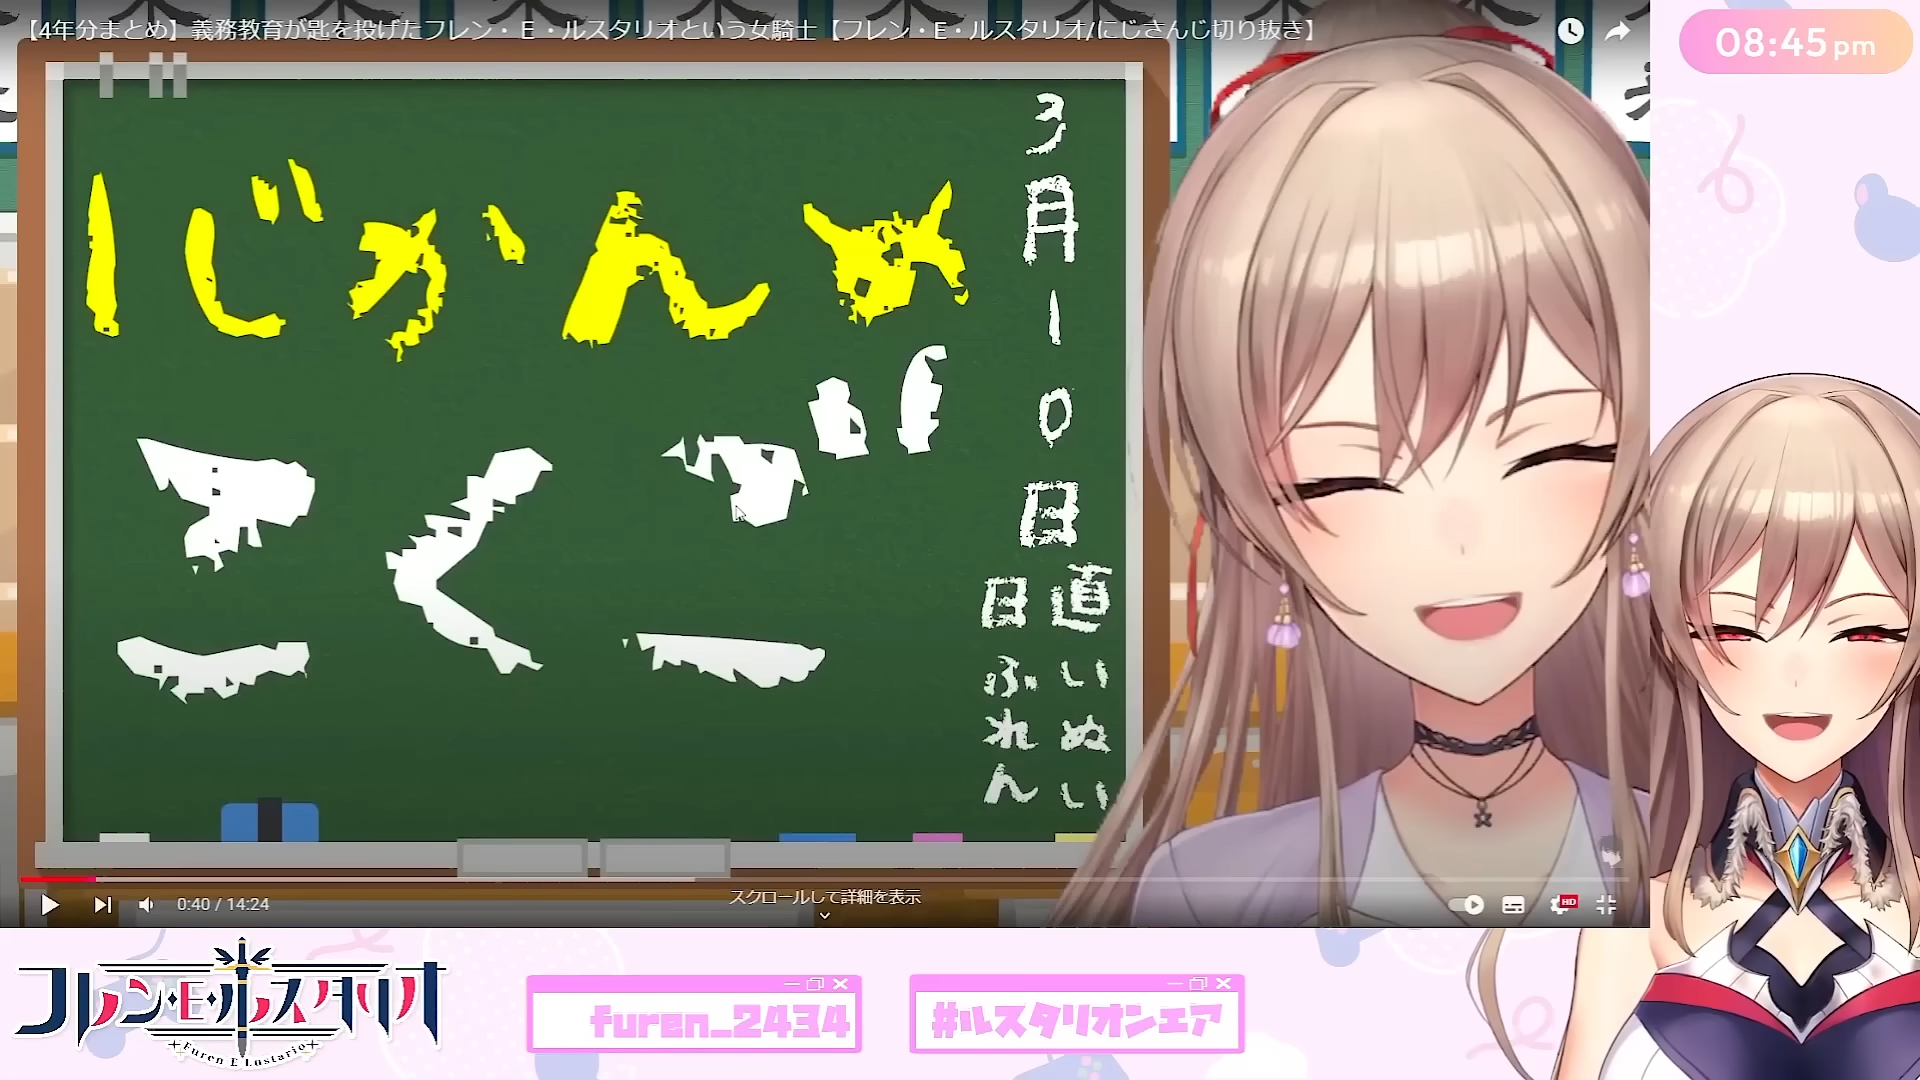 【4年分まとめ】義務教育が匙を投げたフレン・E・ルスタリオという女騎士【フレン・E・ルスタリオ/にじさんじ切り抜き】
08:45pm
1じかんめ
こくご
3月10日
直いぬい
日ふれん
0:40 / 14:24
スクロールして詳細を表示
HD
フレン・E・ルスタリオ
Furen E Lustario
furen_2434
#ルスタリオンエア